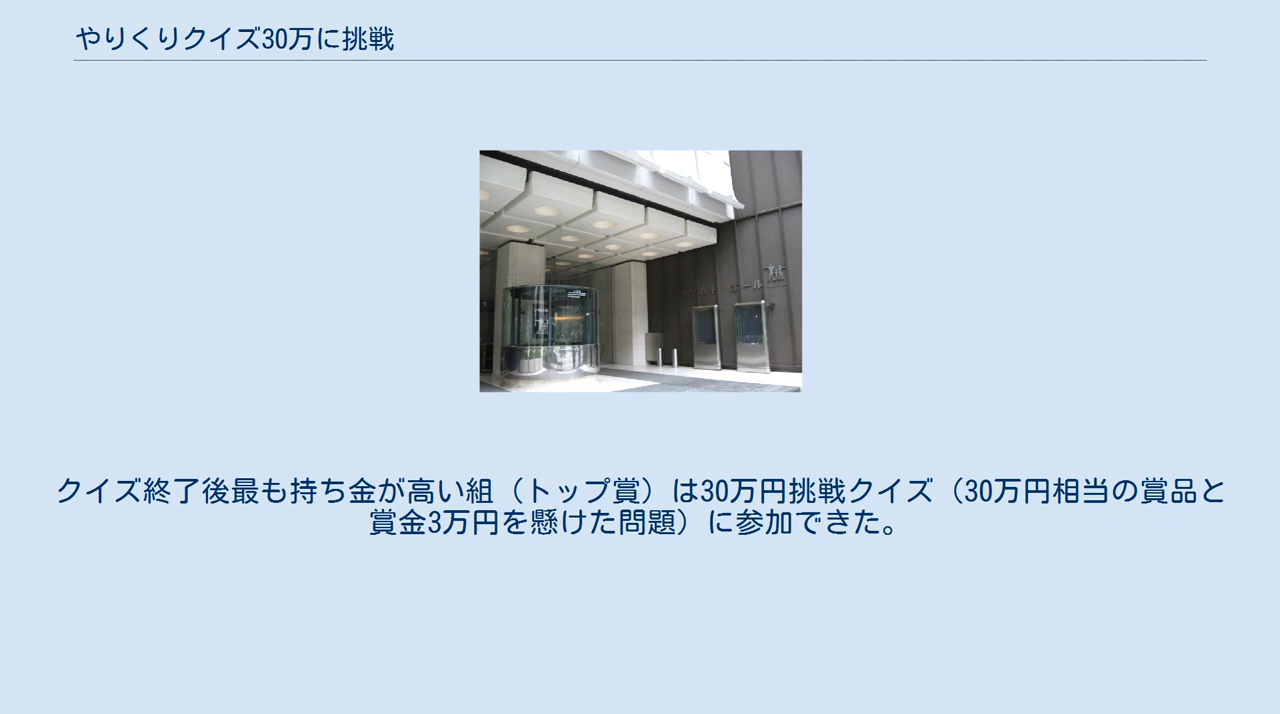 やりくりクイズ30万に挑戦
クイズ終了後最も持ち金が高い組（トップ賞）は30万円挑戦クイズ（30万円相当の賞品と
賞金3万円を懸けた問題）に参加できた。